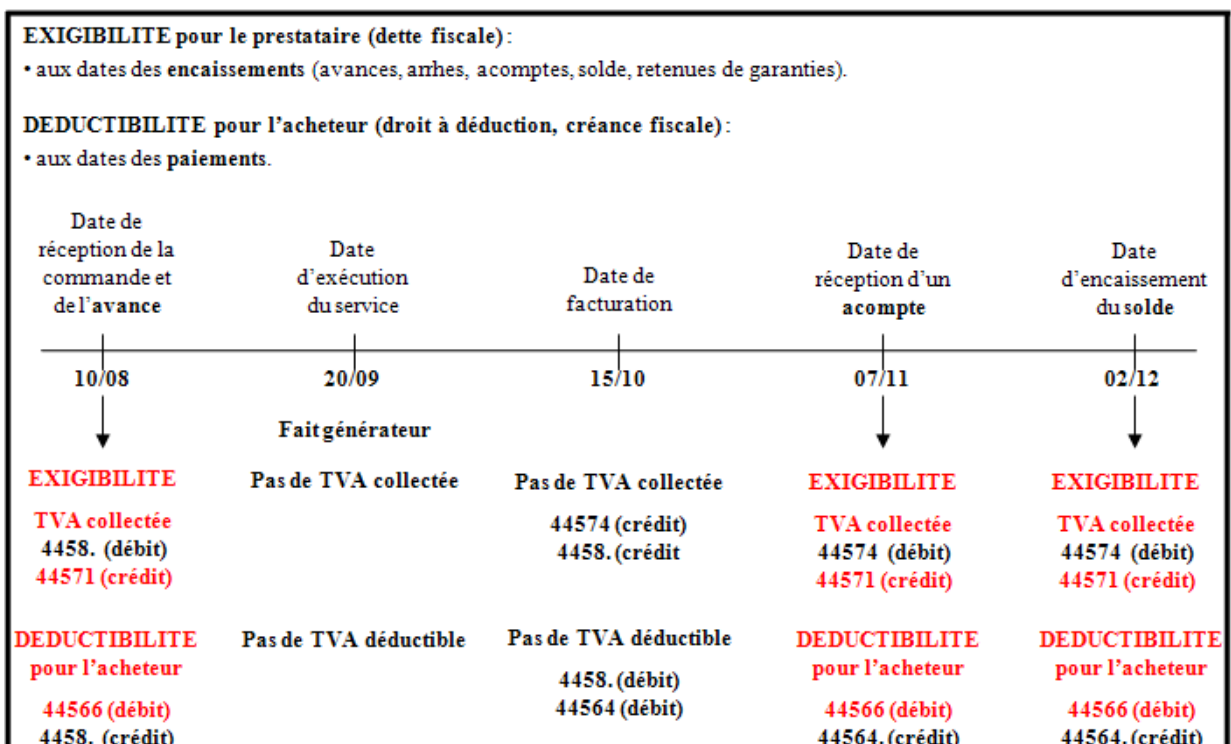 EXIGIBILITE pour le prestataire (dette fiscale) :
• aux dates des encaissements (avances, arrhes, acomptes, solde, retenues de garanties).
DEDUCTIBILITE pour l’acheteur (droit à déduction, créance fiscale) :
• aux dates des paiements.
Date de
réception de la
commande et
de l’avance
Date
d’exécution
du service
Date de
facturation
Date de
réception d’un
acompte
Date
d’encaissement
du solde
10/08 20/09 15/10 07/11 02/12
Fait générateur
EXIGIBILITE
TVA collectée
4458. (débit)
44571 (crédit)
Pas de TVA collectée
Pas de TVA collectée
44574 (crédit)
4458. (crédit
EXIGIBILITE
TVA collectée
44574 (débit)
44571 (crédit)
EXIGIBILITE
TVA collectée
44574 (débit)
44571 (crédit)
DEDUCTIBILITE
pour l’acheteur
44566 (débit)
4458. (crédit)
Pas de TVA déductible
Pas de TVA déductible
4458. (débit)
44564 (débit)
DEDUCTIBILITE
pour l’acheteur
44566 (débit)
44564. (crédit)
DEDUCTIBILITE
pour l’acheteur
44566 (débit)
44564. (crédit)